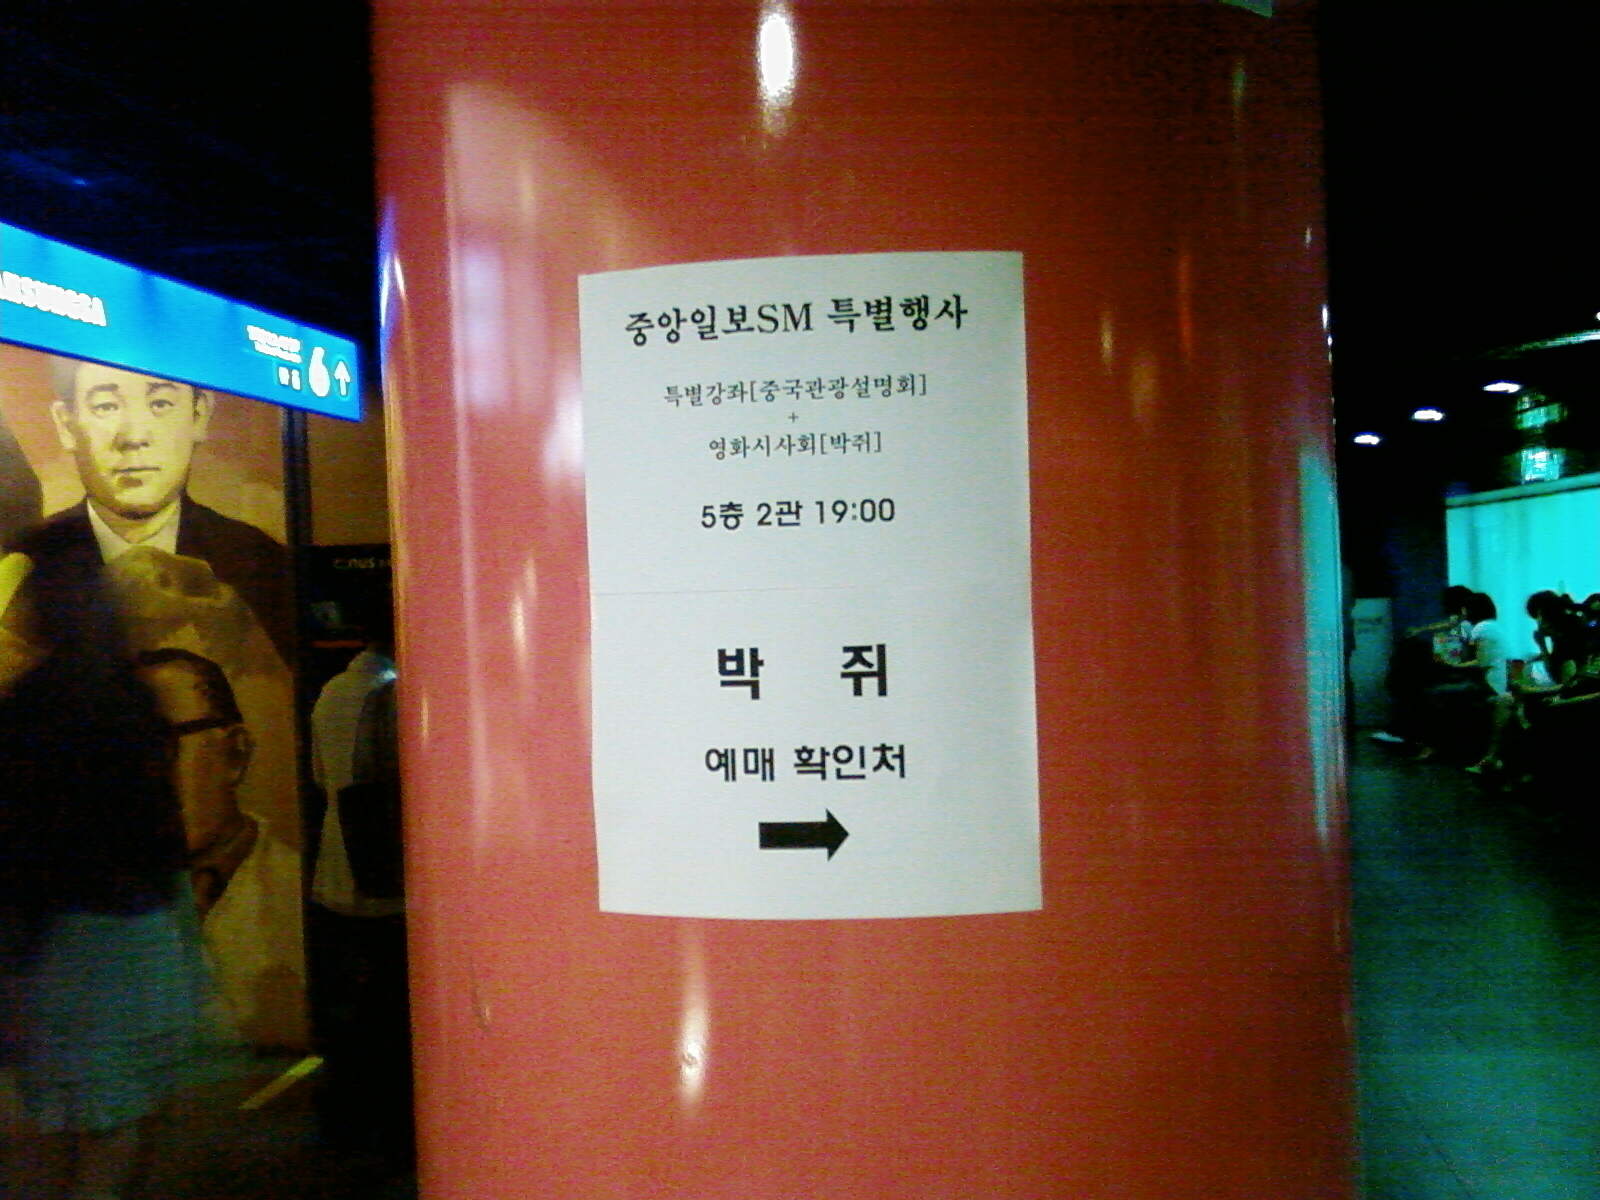 중앙일보SM 특별행사
특별강좌[중국관광설명회]
+
영화시사회[박쥐]
5층 2관 19:00
박 쥐
예매 확인처
6